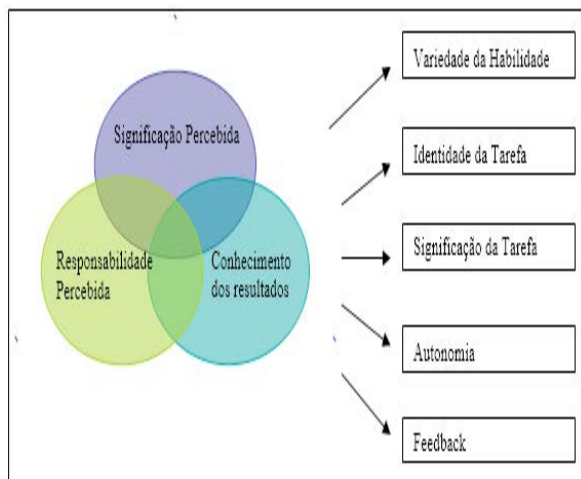 Significação Percebida
Responsabilidade
Percebida
Conhecimento
dos resultados
Variedade da Habilidade
Identidade da Tarefa
Significação da Tarefa
Autonomia
Feedback